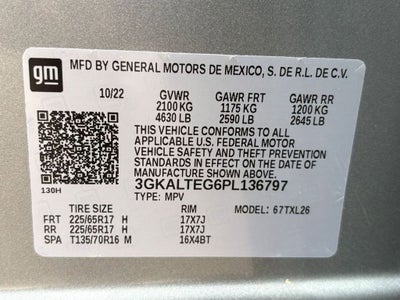 gm
MFD BY GENERAL MOTORS DE MEXICO, S. DE R.L. DE C.V.
10/22 GVWR GAWR FRT GAWR RR
2100 KG 1175 KG 1200 KG
4630 LB 2590 LB 2645 LB
THIS VEHICLE CONFORMS TO ALL
APPLICABLE U.S. FEDERAL MOTOR
VEHICLE SAFETY AND THEFT PREVENTION
STANDARDS IN EFFECT ON THE DATE OF
MANUFACTURE SHOWN ABOVE.
130H
3GKALTEG6PL136797
TYPE: MPV
TIRE SIZE RIM MODEL: 67TXL26
FRT 225/65R17 H 17X7J
RR 225/65R17 H 17X7J
SPA T135/70R16 M 16X4BT